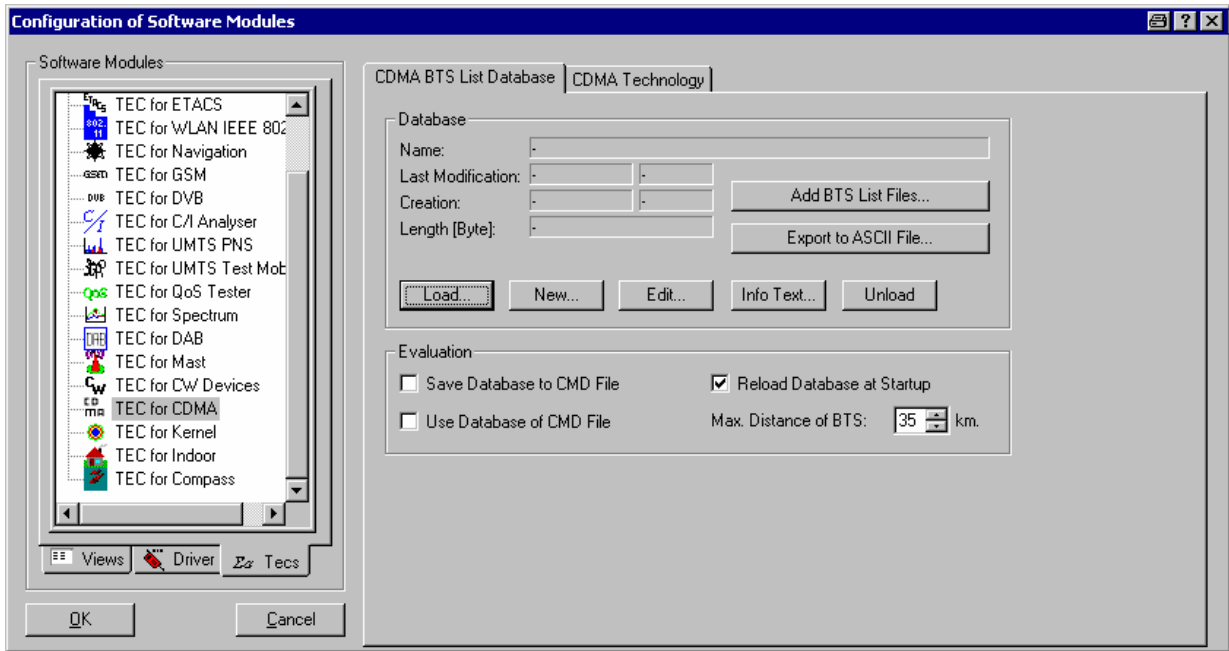 Configuration of Software Modules
Software Modules
TEC for ETACS
TEC for WLAN IEEE 802
TEC for Navigation
TEC for GSM
TEC for DVB
TEC for C/I Analyser
TEC for UMTS PNS
TEC for UMTS Test Mob
TEC for QoS Tester
TEC for Spectrum
TEC for DAB
TEC for Mast
TEC for CW Devices
TEC for CDMA
TEC for Kernel
TEC for Indoor
TEC for Compass
Views Driver Tecs
OK Cancel
CDMA BTS List Database CDMA Technology
Database
Name: -
Last Modification: - -
Creation: - -
Length [Byte]: -
Add BTS List Files...
Export to ASCII File...
Load... New... Edit... Info Text... Unload
Evaluation
Save Database to CMD File Reload Database at Startup
Use Database of CMD File Max. Distance of BTS: 35 km.